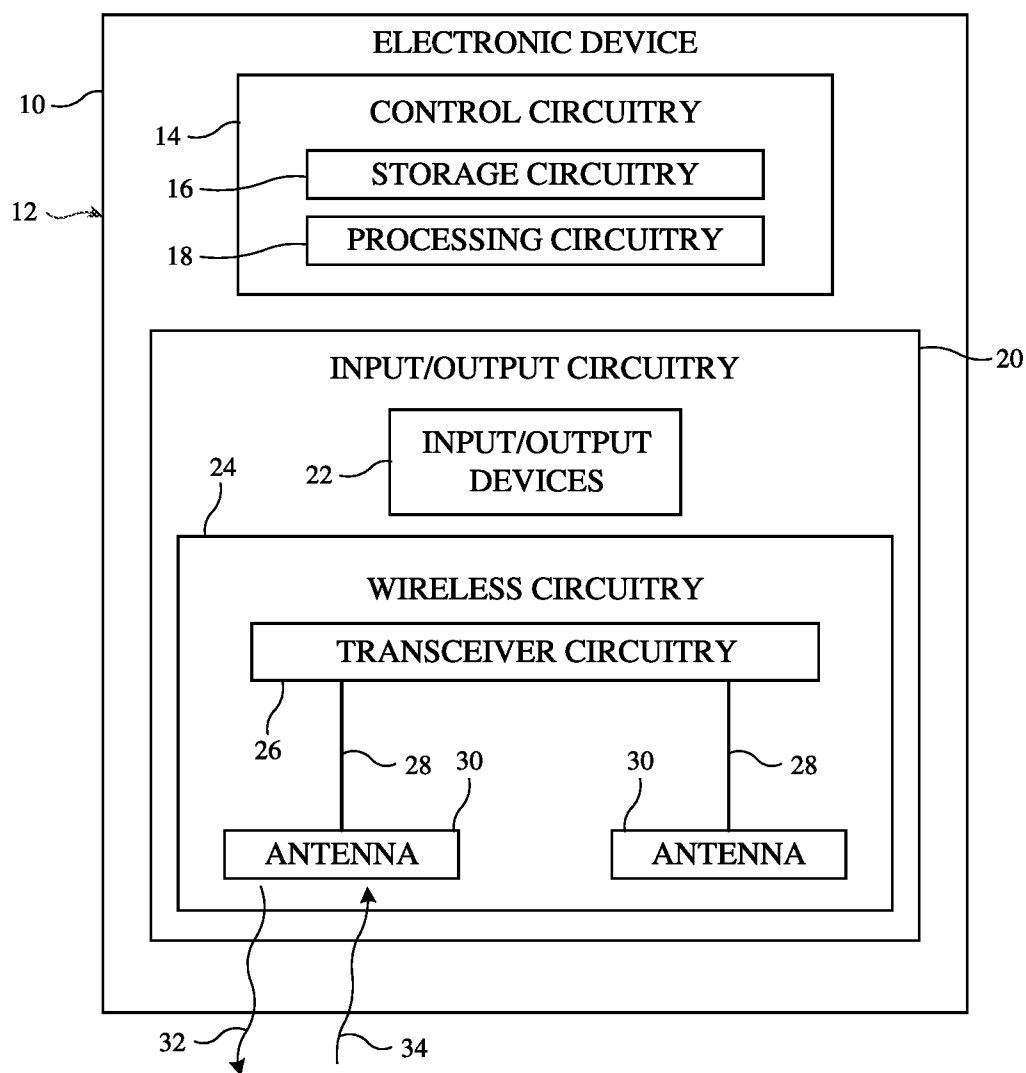 ELECTRONIC DEVICE
10
CONTROL CIRCUITRY
14
STORAGE CIRCUITRY
16
12
PROCESSING CIRCUITRY
18
INPUT/OUTPUT CIRCUITRY
20
INPUT/OUTPUT
DEVICES
22
24
WIRELESS CIRCUITRY
TRANSCEIVER CIRCUITRY
26
28
30
30
28
ANTENNA
ANTENNA
32
34